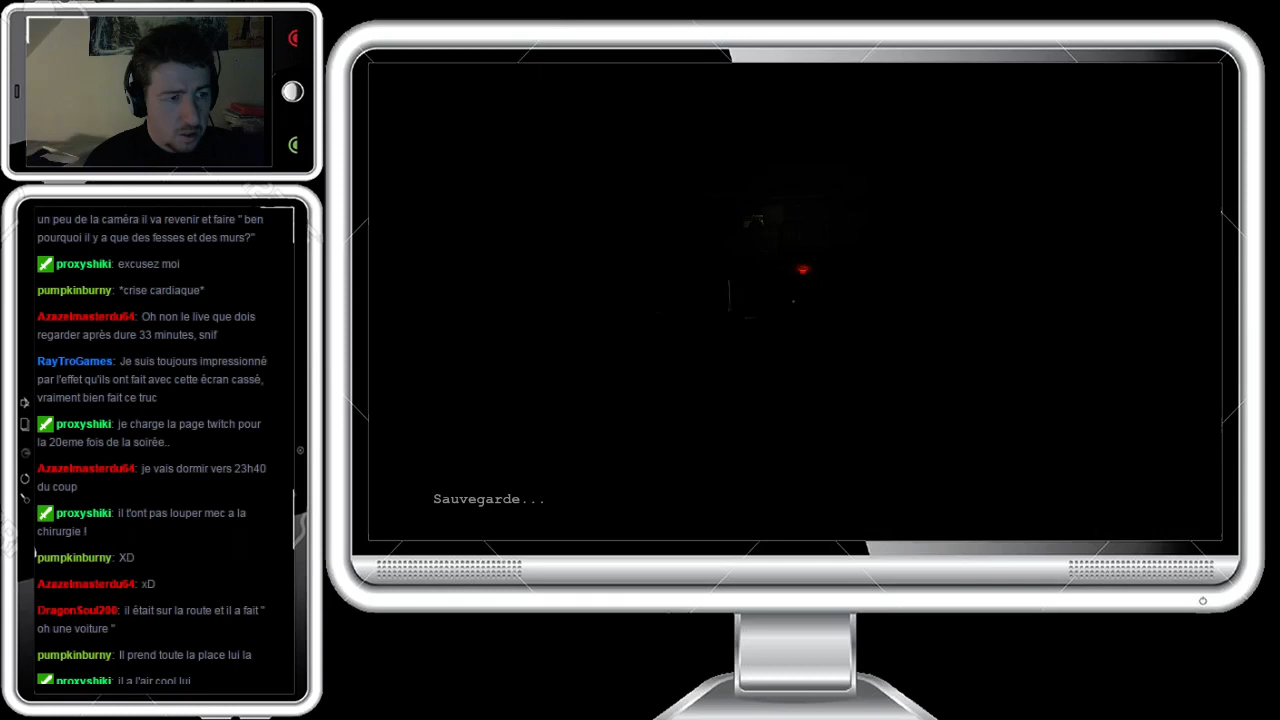 un peu de la caméra il va revenir et faire " ben
pourquoi il y a que des fesses et des murs?"
proxyshiki: excusez moi
pumpkinburny: *crise cardiaque*
Azazelmasterdu64: Oh non le live que dois
regarder après dure 33 minutes, snif
RayTroGames: Je suis toujours impressionné
par l'effet qu'ils ont fait avec cette écran cassé,
vraiment bien fait ce truc
proxyshiki: je charge la page twitch pour
la 20eme fois de la soirée..
Azazelmasterdu64: je vais dormir vers 23h40
du coup
proxyshiki: il t'ont pas louper mec a la
chirurgie !
pumpkinburny: XD
Azazelmasterdu64: xD
DragonSoul200: il était sur la route et il a fait "
oh une voiture "
pumpkinburny: Il prend toute la place lui la
proxyshiki: il a l'air cool lui
Sauvegarde...